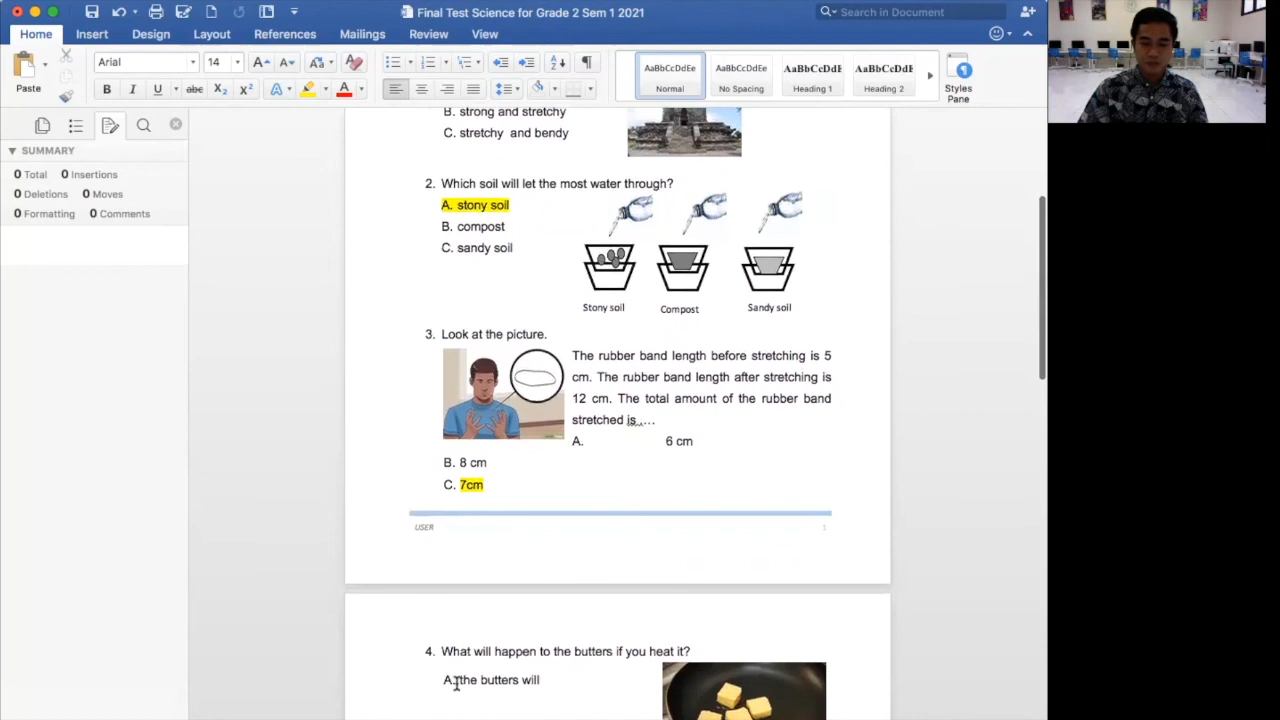 Final Test Science for Grade 2 Sem 1 2021
Search in Document
Home Insert Design Layout References Mailings Review View
Paste
Arial 14
B I U abc X₂ X²
AaBbCcDdEe AaBbCcDdEe AaBbCcDdE AaBbCcDdE
Normal No Spacing Heading 1 Heading 2
Styles
Pane
SUMMARY
0 Total 0 Insertions
0 Deletions 0 Moves
0 Formatting 0 Comments
B. strong and stretchy
C. stretchy and bendy
2. Which soil will let the most water through?
A. stony soil
B. compost
C. sandy soil
Stony soil Compost Sandy soil
3. Look at the picture.
The rubber band length before stretching is 5
cm. The rubber band length after stretching is
12 cm. The total amount of the rubber band
stretched is....
A. 6 cm
B. 8 cm
C. 7cm
USER 1
4. What will happen to the butters if you heat it?
A. the butters will